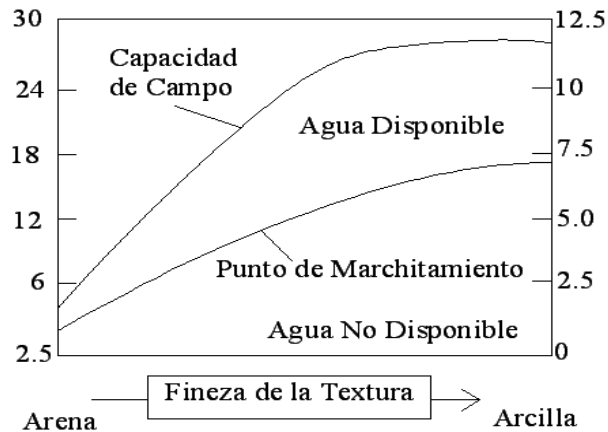 30
24
18
12
6
2.5
Capacidad
de Campo
Agua Disponible
Punto de Marchitamiento
Agua No Disponible
12.5
10
7.5
5.0
2.5
0
Arena
Fineza de la Textura
Arcilla